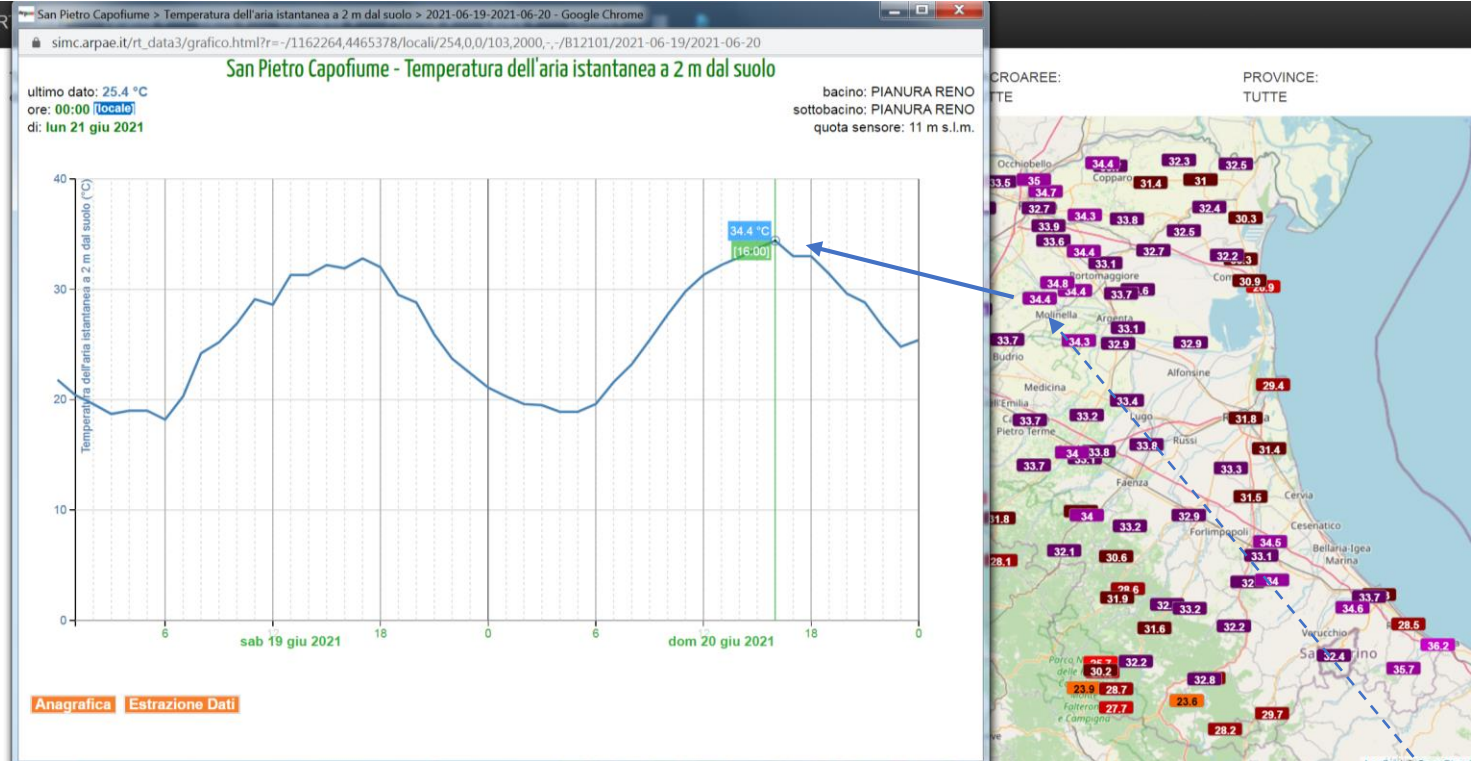 San Pietro Capofiume > Temperatura dell'aria istantanea a 2 m dal suolo > 2021-06-19-2021-06-20 - Google Chrome
simc.arpae.it/rt_data3/grafico.html?r=-/1162264,4465378/locali/254,0,0/103,2000,-,-/B12101/2021-06-19/2021-06-20
San Pietro Capofiume - Temperatura dell'aria istantanea a 2 m dal suolo
ultimo dato: 25.4 °C
ore: 00:00 [locale]
di: lun 21 giu 2021
bacino: PIANURA RENO
sottobacino: PIANURA RENO
quota sensore: 11 m s.l.m.
Temperatura dell'aria istantanea a 2 m dal suolo (°C)
40
30
20
10
0
34.4 °C
[16:00]
6
12
18
0
6
12
18
0
sab 19 giu 2021
dom 20 giu 2021
Anagrafica Estrazione Dati
CROAREE:
TTE
PROVINCE:
TUTTE
Occhiobello
34.4
32.3
32.5
Copparo
33.5
35
31.4
31
34.7
32.7
34.3
33.8
32.4
30.3
33.9
32.5
33.6
34.4
32.7
32.2
33.1
Portomaggiore
Com
30.9
34.8
34.4
34.4
33.7
Molinella
Argenta
33.1
33.7
34.3
32.9
32.9
Budrio
Alfonsine
Medicina
29.4
33.4
33.7
33.2
Lugo
31.8
Pietro Terme
33.8
Russi
31.4
34
33.8
33.7
33.3
Faenza
31.5
Cervia
31.8
34
33.2
32.9
Cesenatico
Forlimpopoli
34.5
32.1
30.6
33.1
Bellaria-Igea
Marina
28.1
34
28.6
31.9
33.2
33.7
34.6
31.6
32.2
28.5
Verucchio
36.2
32.4
35.7
32.2
30.2
32.8
23.9
28.7
23.6
Falteron
27.7
e Campigna
29.7
28.2